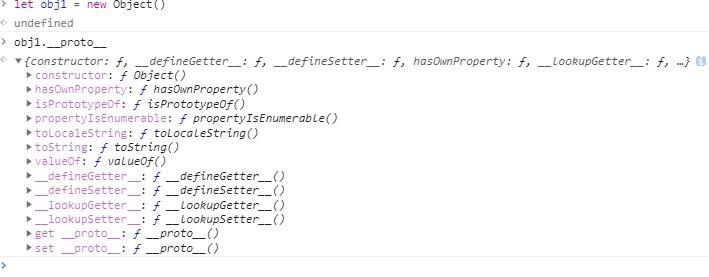 > let obj1 = new Object()
< undefined
> obj1.__proto__
< ▼{constructor: ƒ, __defineGetter__: ƒ, __defineSetter__: ƒ, hasOwnProperty: ƒ, __lookupGetter__: ƒ, …} i
▶ constructor: ƒ Object()
▶ hasOwnProperty: ƒ hasOwnProperty()
▶ isPrototypeOf: ƒ isPrototypeOf()
▶ propertyIsEnumerable: ƒ propertyIsEnumerable()
▶ toLocaleString: ƒ toLocaleString()
▶ toString: ƒ toString()
▶ valueOf: ƒ valueOf()
▶ __defineGetter__: ƒ __defineGetter__()
▶ __defineSetter__: ƒ __defineSetter__()
▶ __lookupGetter__: ƒ __lookupGetter__()
▶ __lookupSetter__: ƒ __lookupSetter__()
▶ get __proto__: ƒ __proto__()
▶ set __proto__: ƒ __proto__()
>